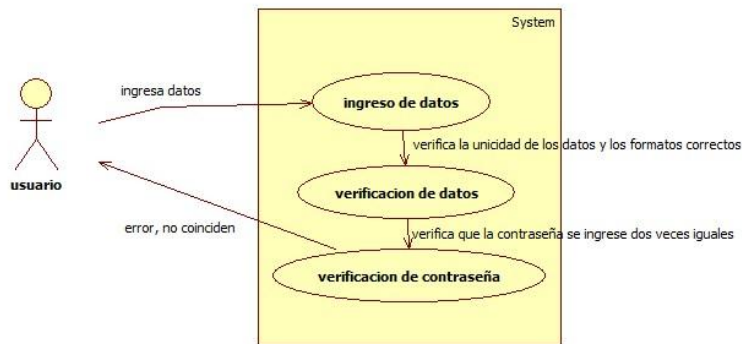 System
ingresa datos
ingreso de datos
verifica la unicidad de los datos y los formatos correctos
usuario
verificacion de datos
error, no coinciden
verifica que la contraseña se ingrese dos veces iguales
verificacion de contraseña